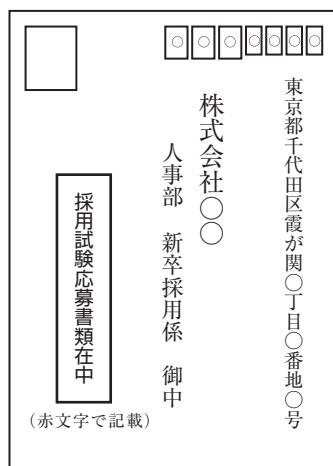 ○○○○○○○
東京都千代田区霞が関○丁目○番地○号
株式会社○○
人事部　新卒採用係　御中
採用試験応募書類在中
(赤文字で記載)